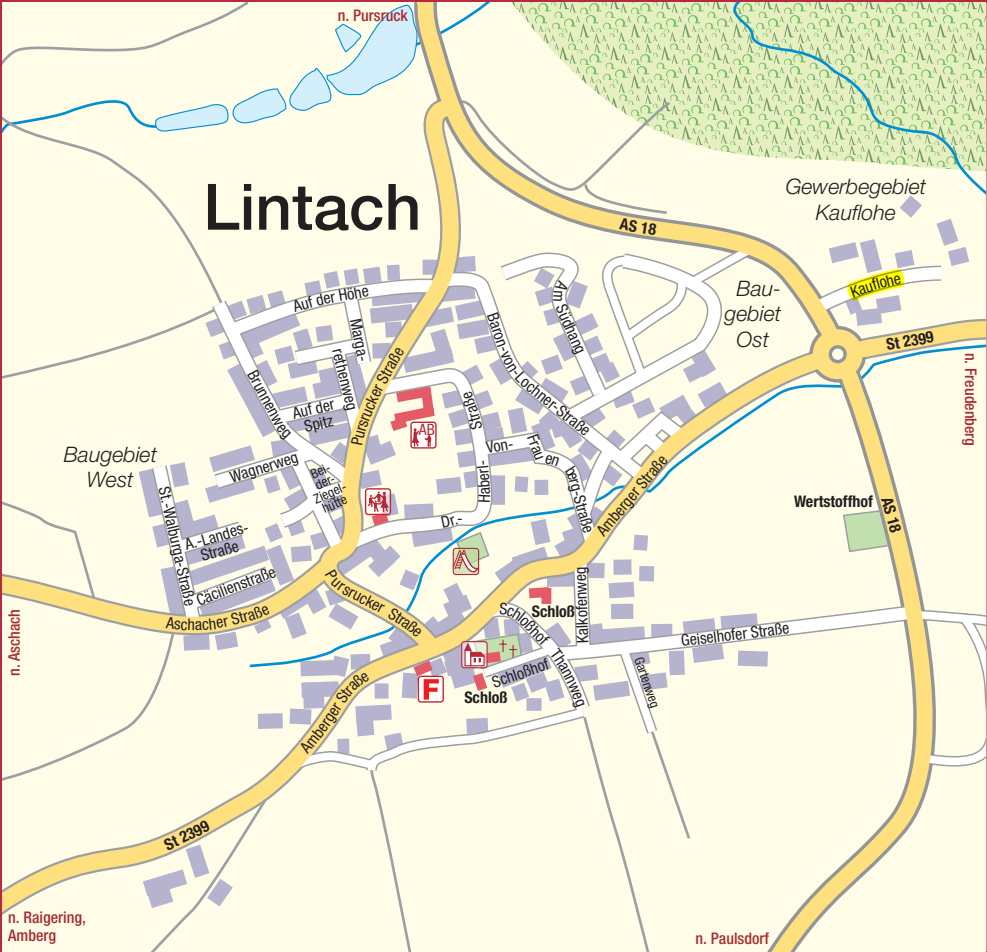 n. Pursruck
Lintach
AS 18
Gewerbegebiet
Kauflohe
Kauflohe
Bau-
gebiet
Ost
St 2399
n. Freudenberg
Auf der Höhe
Marga-
rethenweg
Am Südhang
Baron-von-Lochner-Straße
Brunnenweg
Pursrucker Straße
Auf der
Spitz
AB
Straße
Haberl-
Dr.-
Von-
Frauen
berg-Straße
Baugebiet
West
Wagnerweg
Bei-
der-
Ziegel-
hütte
St.-Walburga-Straße
A.-Landes-
Straße
Cäcilienstraße
Amberger Straße
Wertstoffhof
AS 18
Aschacher Straße
n. Aschach
Pursrucker Straße
Kalkofenweg
Schloß
Schloßhof
Geiselhofer Straße
Thannweg
Gartenweg
Schloßhof
Schloß
F
Amberger Straße
St 2399
n. Raigering,
Amberg
n. Paulsdorf